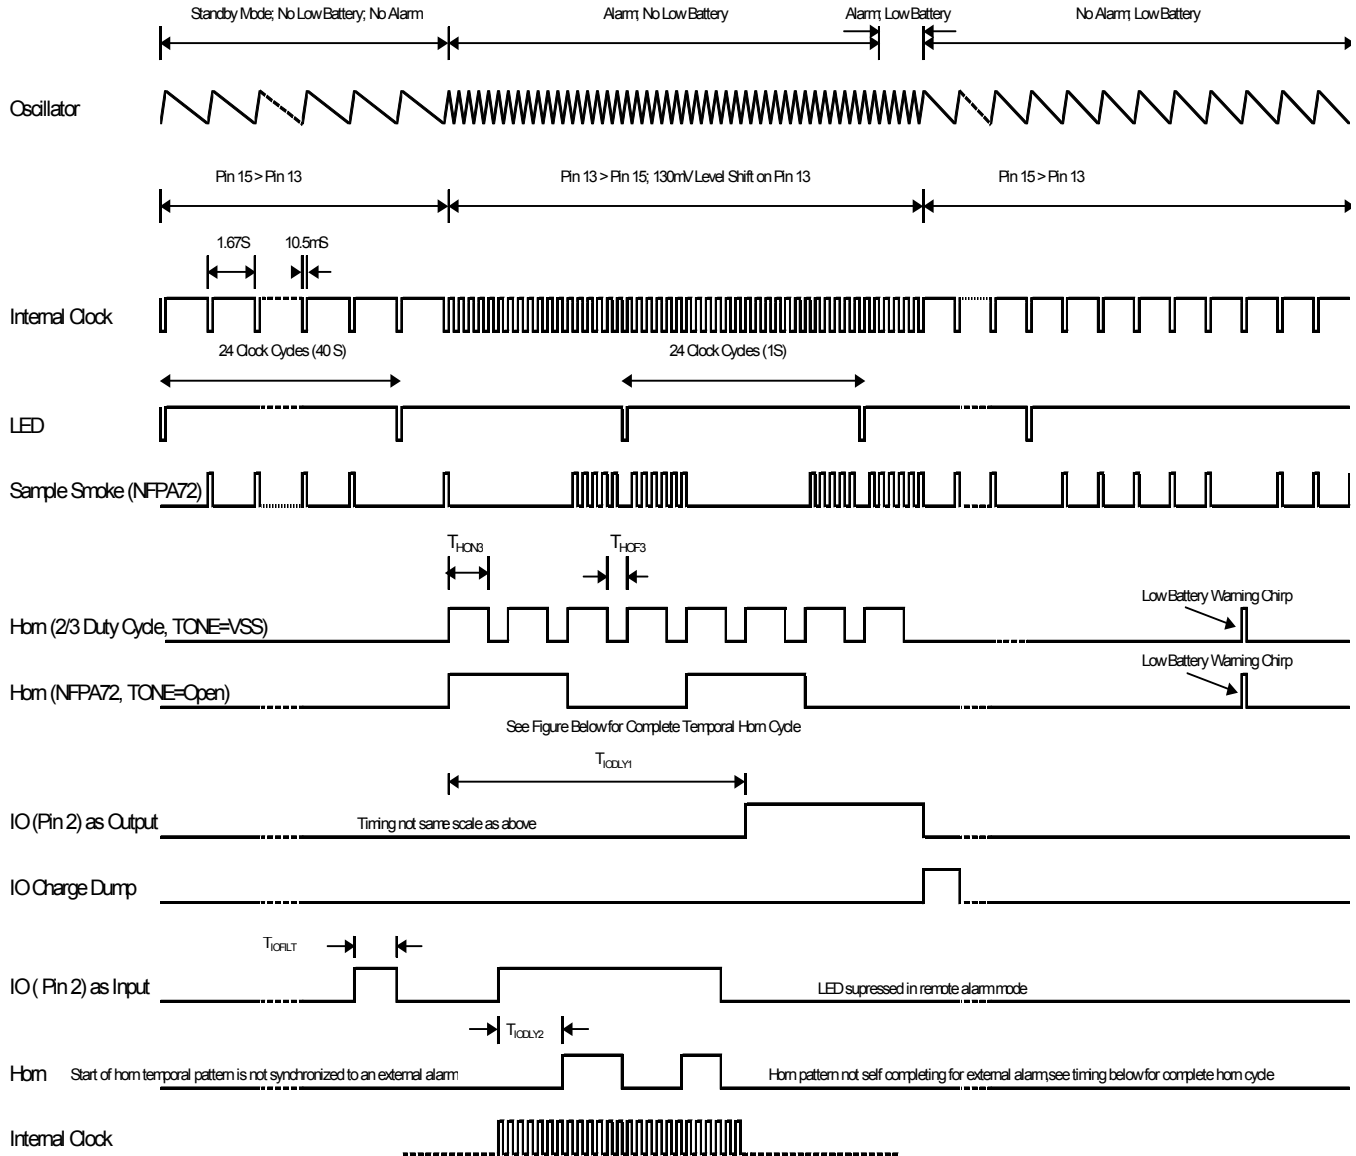 Standby Mode; No Low Battery; No Alarm
Alarm; No Low Battery
Alarm; Low Battery
No Alarm; Low Battery
Oscillator
Pin 15 > Pin 13
Pin 13 > Pin 15; 130mV Level Shift on Pin 13
Pin 15 > Pin 13
1.67S
10.5mS
Internal Clock
24 Clock Cycles (40 S)
24 Clock Cycles (1S)
LED
Sample Smoke (NFPA72)
THON3
THOF3
Horn (2/3 Duty Cycle, TONE=VSS)
Low Battery Warning Chirp
Horn (NFPA72, TONE=Open)
Low Battery Warning Chirp
See Figure Below for Complete Temporal Horn Cycle
TIODLY1
IO (Pin 2) as Output
Timing not same scale as above
IO Charge Dump
TIOFILT
IO ( Pin 2) as Input
LED supressed in remote alarm mode
TIODLY2
Horn
Start of horn temporal pattern is not synchronized to an external alarm
Horn pattern not self completing for external alarm,see timing below for complete horn cycle
Internal Clock